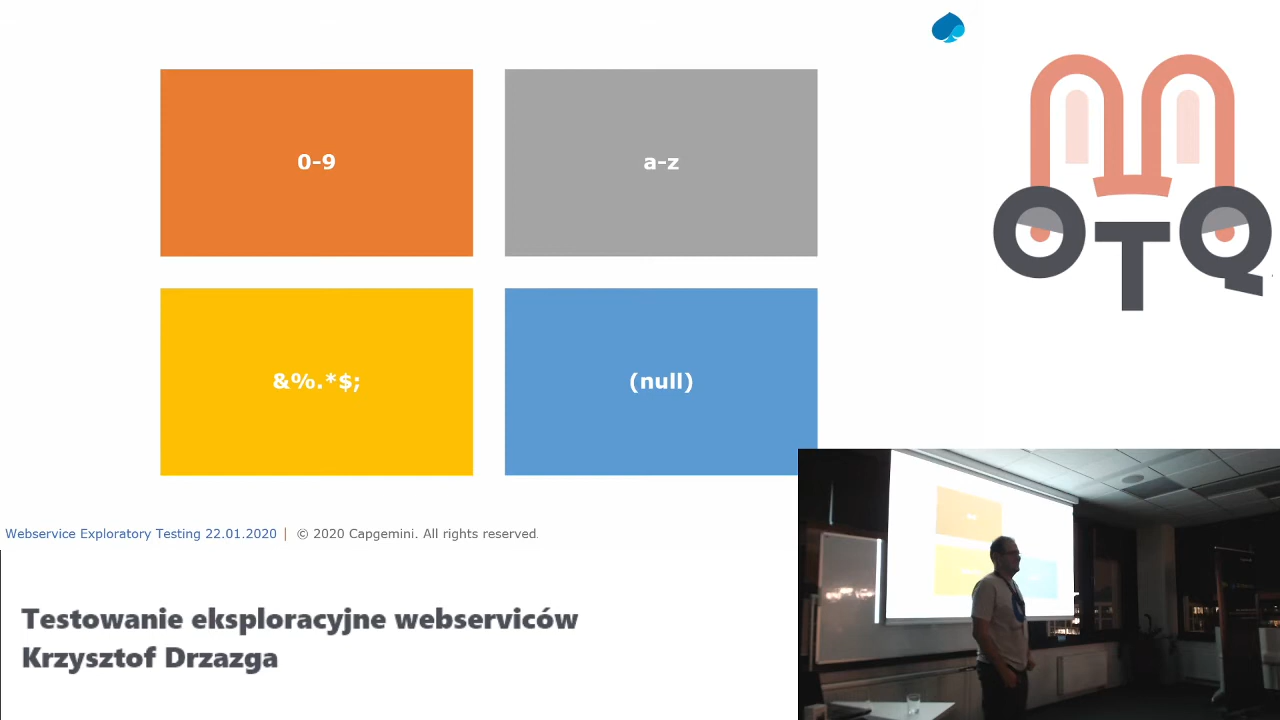 0-9
a-z
&%.*$;
(null)
OTQ
Webservice Exploratory Testing 22.01.2020 | © 2020 Capgemini. All rights reserved.
Testowanie eksploracyjne webserviców
Krzysztof Drzazga